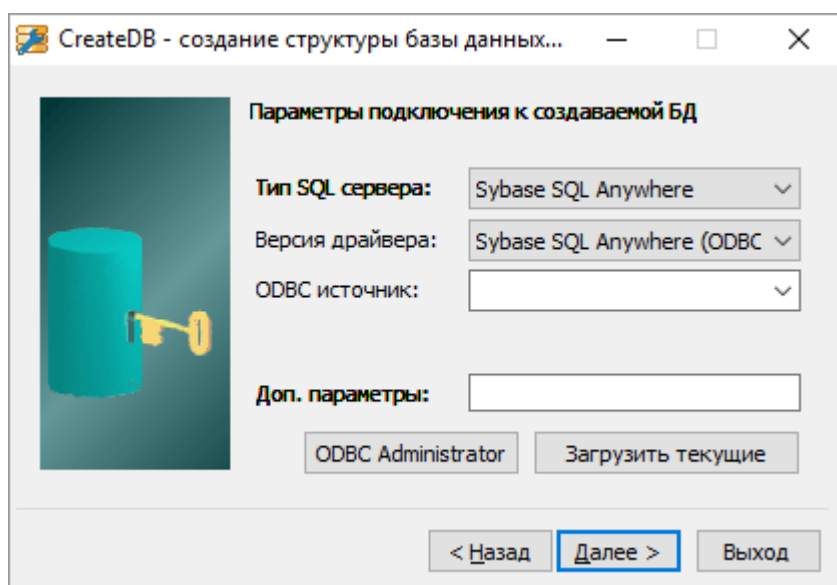 CreateDB - создание структуры базы данных...
Параметры подключения к создаваемой БД
Тип SQL сервера: Sybase SQL Anywhere
Версия драйвера: Sybase SQL Anywhere (ODBC
ODBC источник:
Доп. параметры:
ODBC Administrator Загрузить текущие
< Назад Далее > Выход